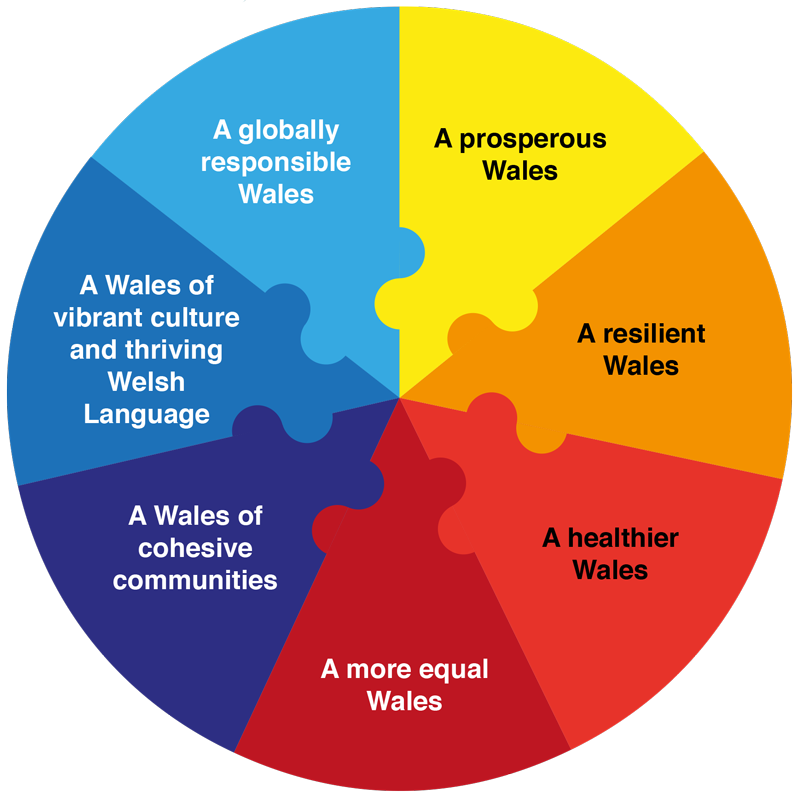 A globally
responsible
Wales
A prosperous
Wales
A resilient
Wales
A healthier
Wales
A more equal
Wales
A Wales of
cohesive
communities
A Wales of
vibrant culture
and thriving
Welsh
Language